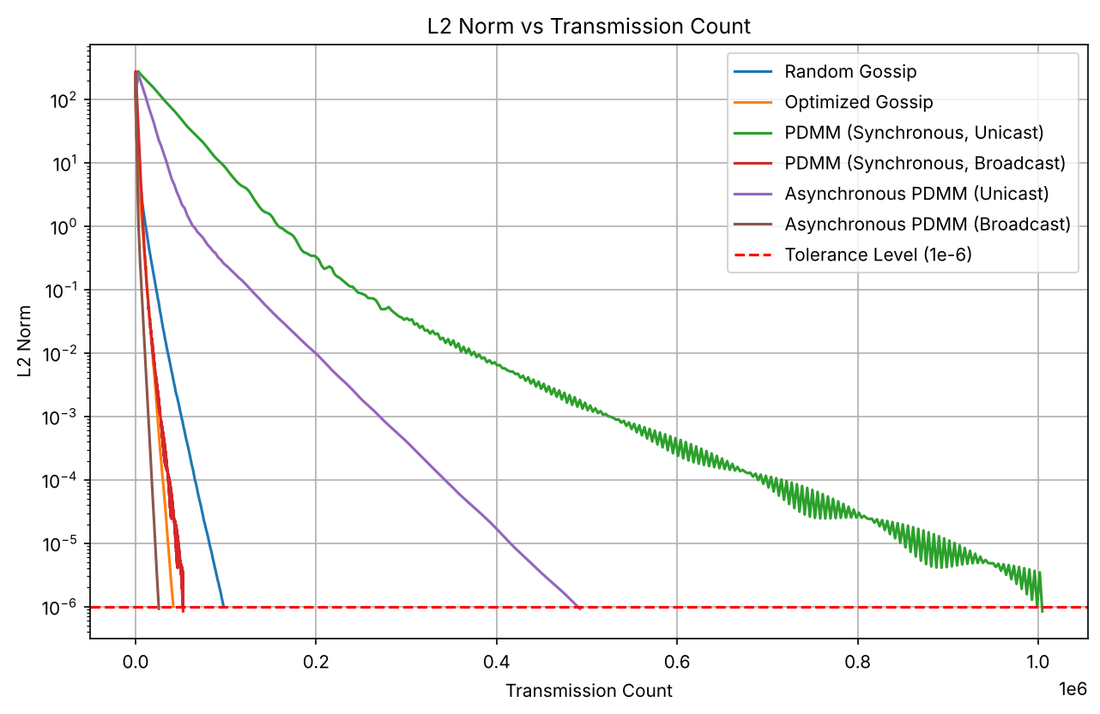 L2 Norm vs Transmission Count
L2 Norm
10²
10¹
10⁰
10⁻¹
10⁻²
10⁻³
10⁻⁴
10⁻⁵
10⁻⁶
Random Gossip
Optimized Gossip
PDMM (Synchronous, Unicast)
PDMM (Synchronous, Broadcast)
Asynchronous PDMM (Unicast)
Asynchronous PDMM (Broadcast)
Tolerance Level (1e-6)
0.0 0.2 0.4 0.6 0.8 1.0
1e6
Transmission Count